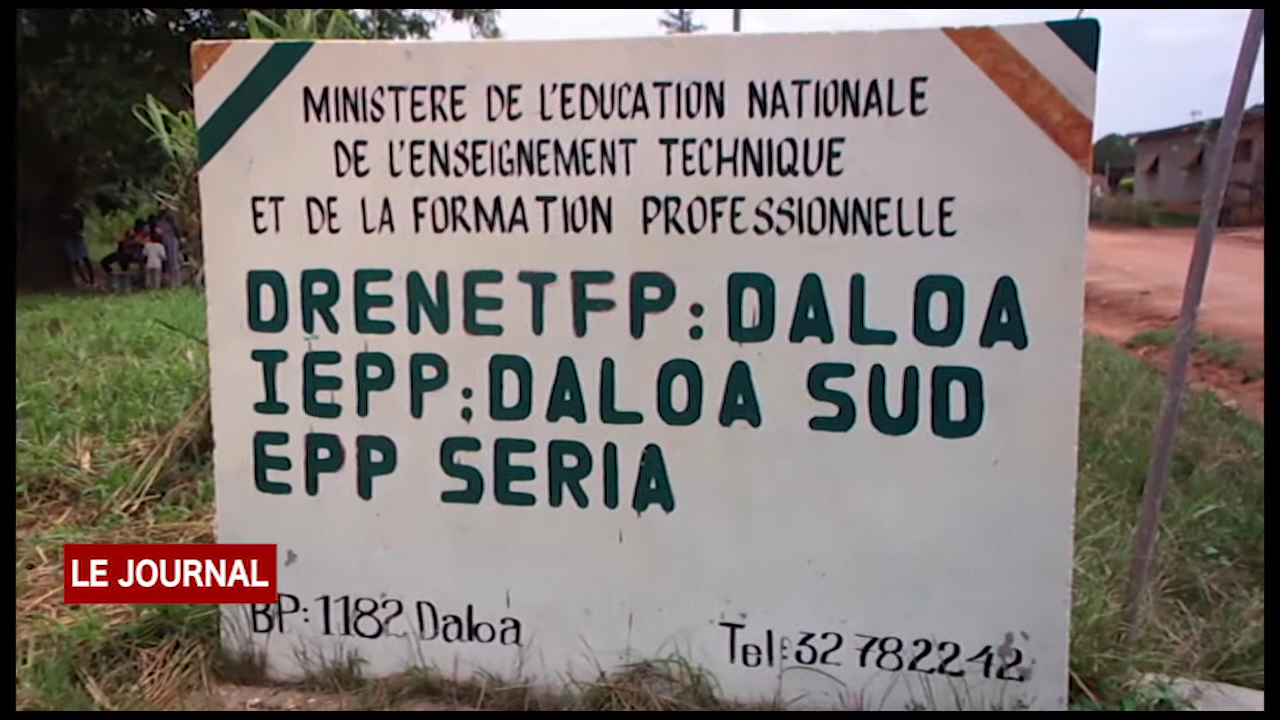 MINISTERE DE L'EDUCATION NATIONALE
DE L'ENSEIGNEMENT TECHNIQUE
ET DE LA FORMATION PROFESSIONNELLE
DRENETFP: DALOA
IEPP: DALOA SUD
EPP SERIA
LE JOURNAL
BP: 1182 Daloa
Tel: 32 78 22 42